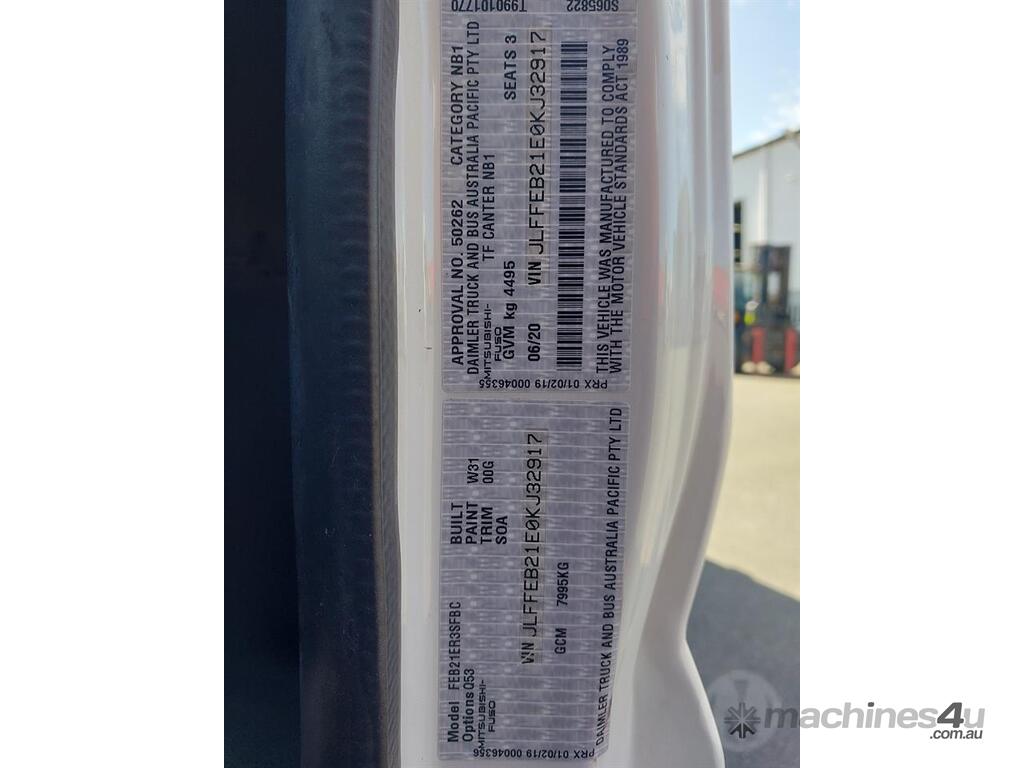 T990101770
S065822
APPROVAL NO. 50262 CATEGORY NB1
DAIMLER TRUCK AND BUS AUSTRALIA PACIFIC PTY LTD
MITSUBISHI-FUSO TF CANTER NB1
GVM kg 4495 SEATS 3
06/20 VIN JLFFEB21E0KJ32917
THIS VEHICLE WAS MANUFACTURED TO COMPLY
WITH THE MOTOR VEHICLE STANDARDS ACT 1989
PRX 01/02/19 00046355
Model FEB21ER3SFBC BUILT
Options Q53 PAINT W31
TRIM 00G
MITSUBISHI-FUSO SOA
VIN JLFFEB21E0KJ32917
GCM 7995KG
DAIMLER TRUCK AND BUS AUSTRALIA PACIFIC PTY LTD
PRX 01/02/19 00046356
machines4u
.com.au